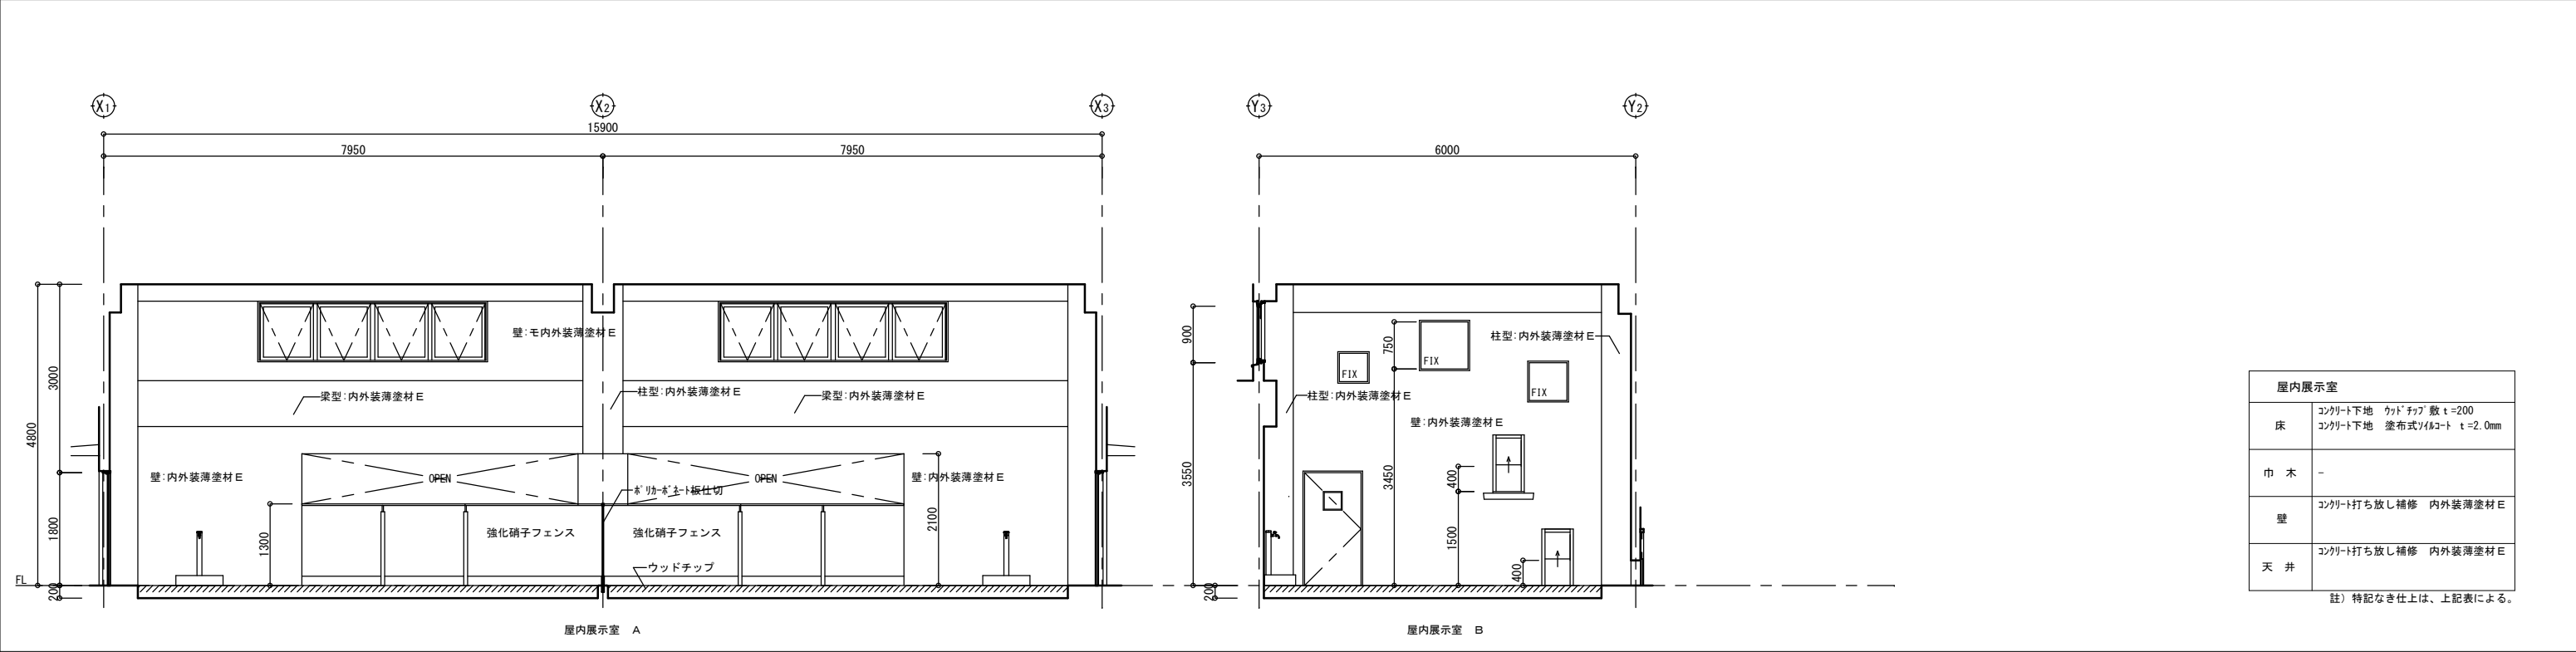 X1
X2
X3
Y3
Y2
15900
7950
7950
6000
4800
3000
1800
200
FL
壁:モ内外装薄塗材E
梁型:内外装薄塗材E
柱型:内外装薄塗材E
梁型:内外装薄塗材E
壁:内外装薄塗材E
OPEN
OPEN
壁:内外装薄塗材E
ポリカーボネート板仕切
強化硝子フェンス
強化硝子フェンス
ウッドチップ
1300
2100
屋内展示室 A
900
3550
200
750
3450
FIX
FIX
FIX
柱型:内外装薄塗材E
柱型:内外装薄塗材E
壁:内外装薄塗材E
400
1500
400
屋内展示室 B
屋内展示室
床
コンクリート下地 ウッドチップ敷 t=200
コンクリート下地 塗布式ソイルコート t=2.0mm
巾 木
-
壁
コンクリート打ち放し補修 内外装薄塗材E
天 井
コンクリート打ち放し補修 内外装薄塗材E
註) 特記なき仕上は、上記表による。